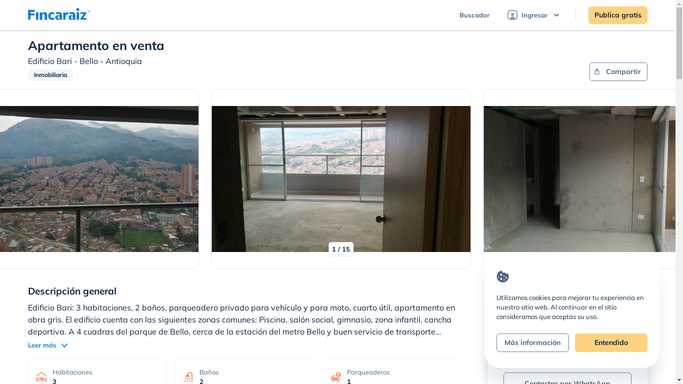 Fincaraiz
Buscador
Ingresar
Publica gratis
Apartamento en venta
Edificio Bari - Bello - Antioquia
Inmobiliaria
Compartir
1 / 15
Descripción general
Edificio Bari: 3 habitaciones, 2 baños, parqueadero privado para vehículo y para moto, cuarto útil, apartamento en
obra gris. El edificio cuenta con las siguientes zonas comunes: Piscina, salón social, gimnasio, zona infantil, cancha
deportiva. A 4 cuadras del parque de Bello, cerca de la estación del metro Bello y buen servicio de transporte...
Leer más
Habitaciones
3
Baños
2
Parqueaderos
1
Utilizamos cookies para mejorar tu experiencia en
nuestro sitio web. Al continuar en el sitio
consideramos que aceptas su uso.
Más información
Entendido
Contactar por WhatsApp